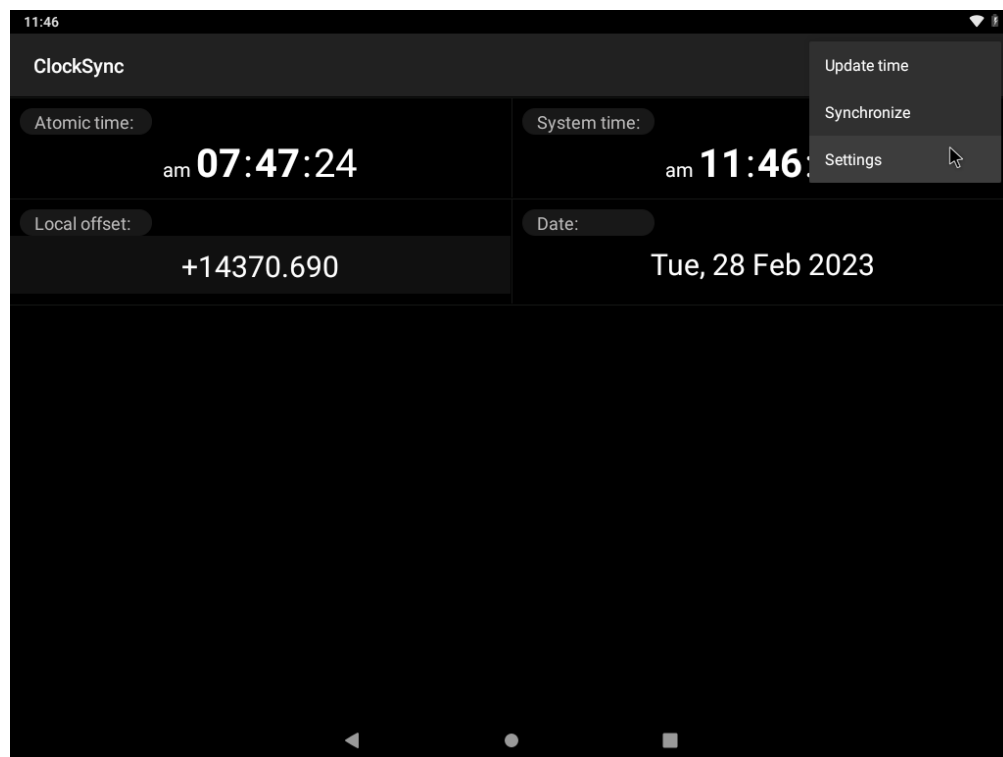 11:46
ClockSync
Update time
Synchronize
Settings
Atomic time:
am 07:47:24
System time:
am 11:46:
Local offset:
+14370.690
Date:
Tue, 28 Feb 2023